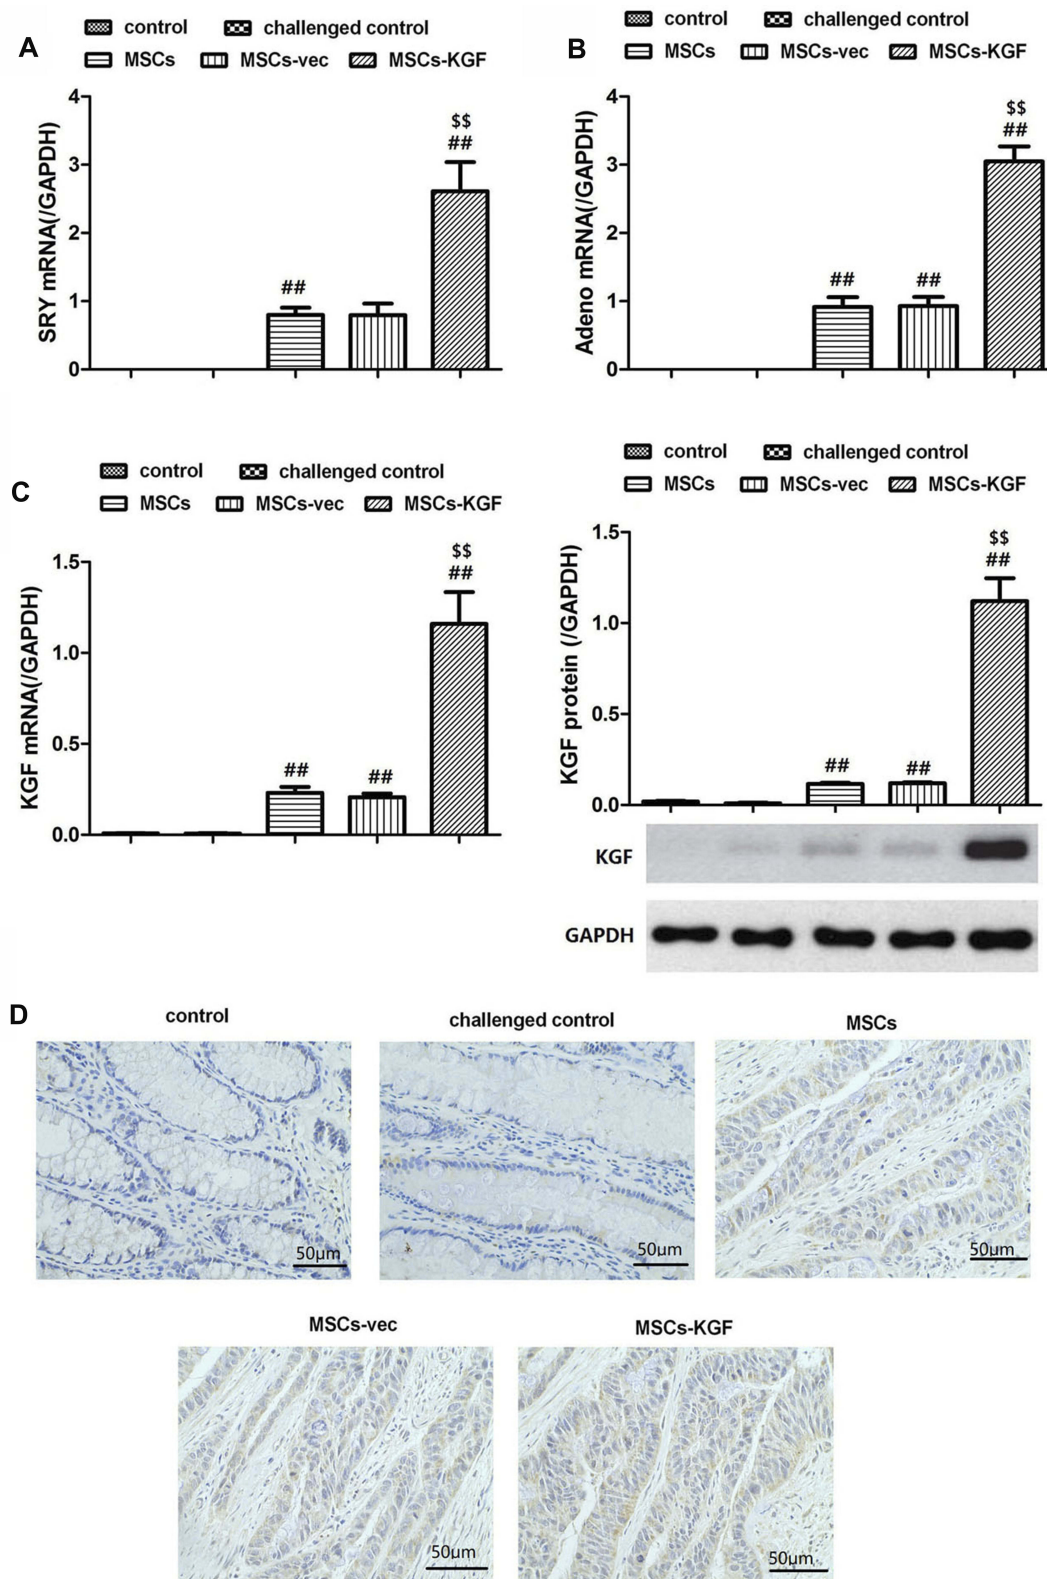 A
control challenged control
MSCs MSCs-vec MSCs-KGF
SRY mRNA(/GAPDH)
4
3
2
1
0
##
$$
##
B
control challenged control
MSCs MSCs-vec MSCs-KGF
Adeno mRNA(/GAPDH)
4
3
2
1
0
##
##
$$
##
C
control challenged control
MSCs MSCs-vec MSCs-KGF
KGF mRNA(/GAPDH)
1.5
1.0
0.5
0.0
##
##
$$
##
control challenged control
MSCs MSCs-vec MSCs-KGF
KGF protein (/GAPDH)
1.5
1.0
0.5
0.0
##
##
$$
##
KGF
GAPDH
D
control challenged control MSCs
50μm 50μm 50μm
MSCs-vec MSCs-KGF
50μm 50μm